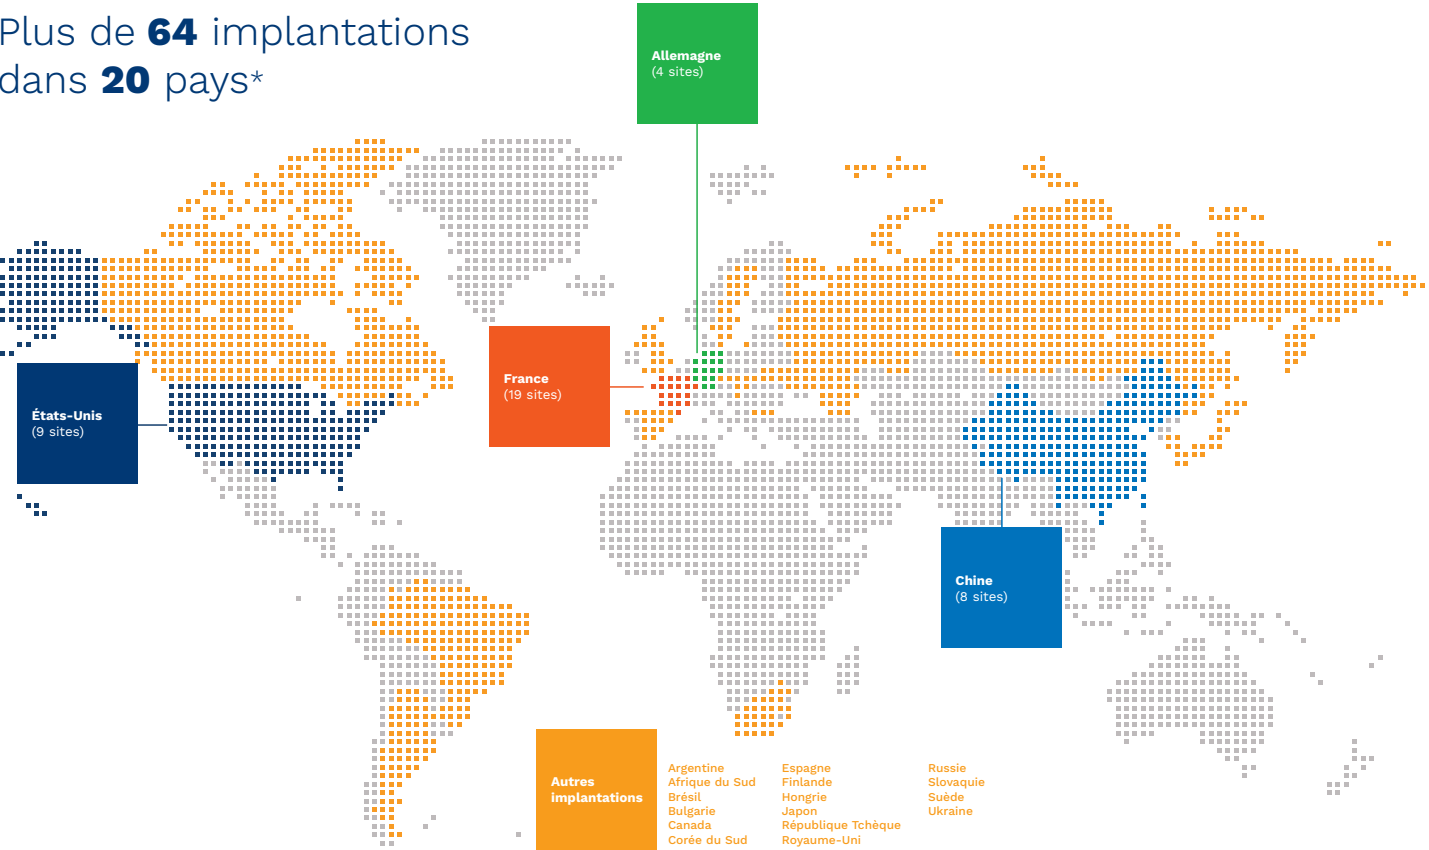 Plus de 64 implantations
dans 20 pays*
Allemagne
(4 sites)
France
(19 sites)
États-Unis
(9 sites)
Chine
(8 sites)
Autres
implantations
Argentine
Afrique du Sud
Brésil
Bulgarie
Canada
Corée du Sud
Espagne
Finlande
Hongrie
Japon
République Tchèque
Royaume-Uni
Russie
Slovaquie
Suède
Ukraine